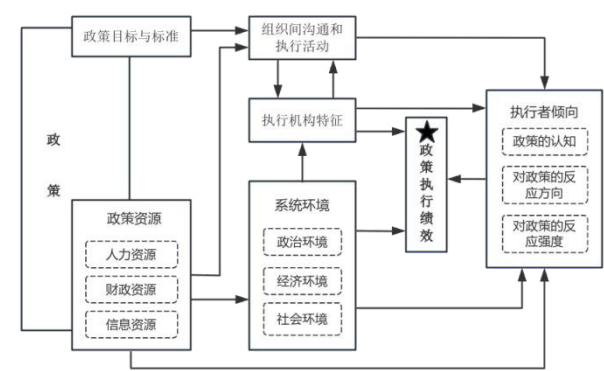 政策目标与标准
组织间沟通和
执行活动
政
策
执行机构特征
执行者倾向
政策的认知
对政策的反
应方向
对政策的反
应强度
★
政
策
执
行
绩
效
政策资源
人力资源
财政资源
信息资源
系统环境
政治环境
经济环境
社会环境